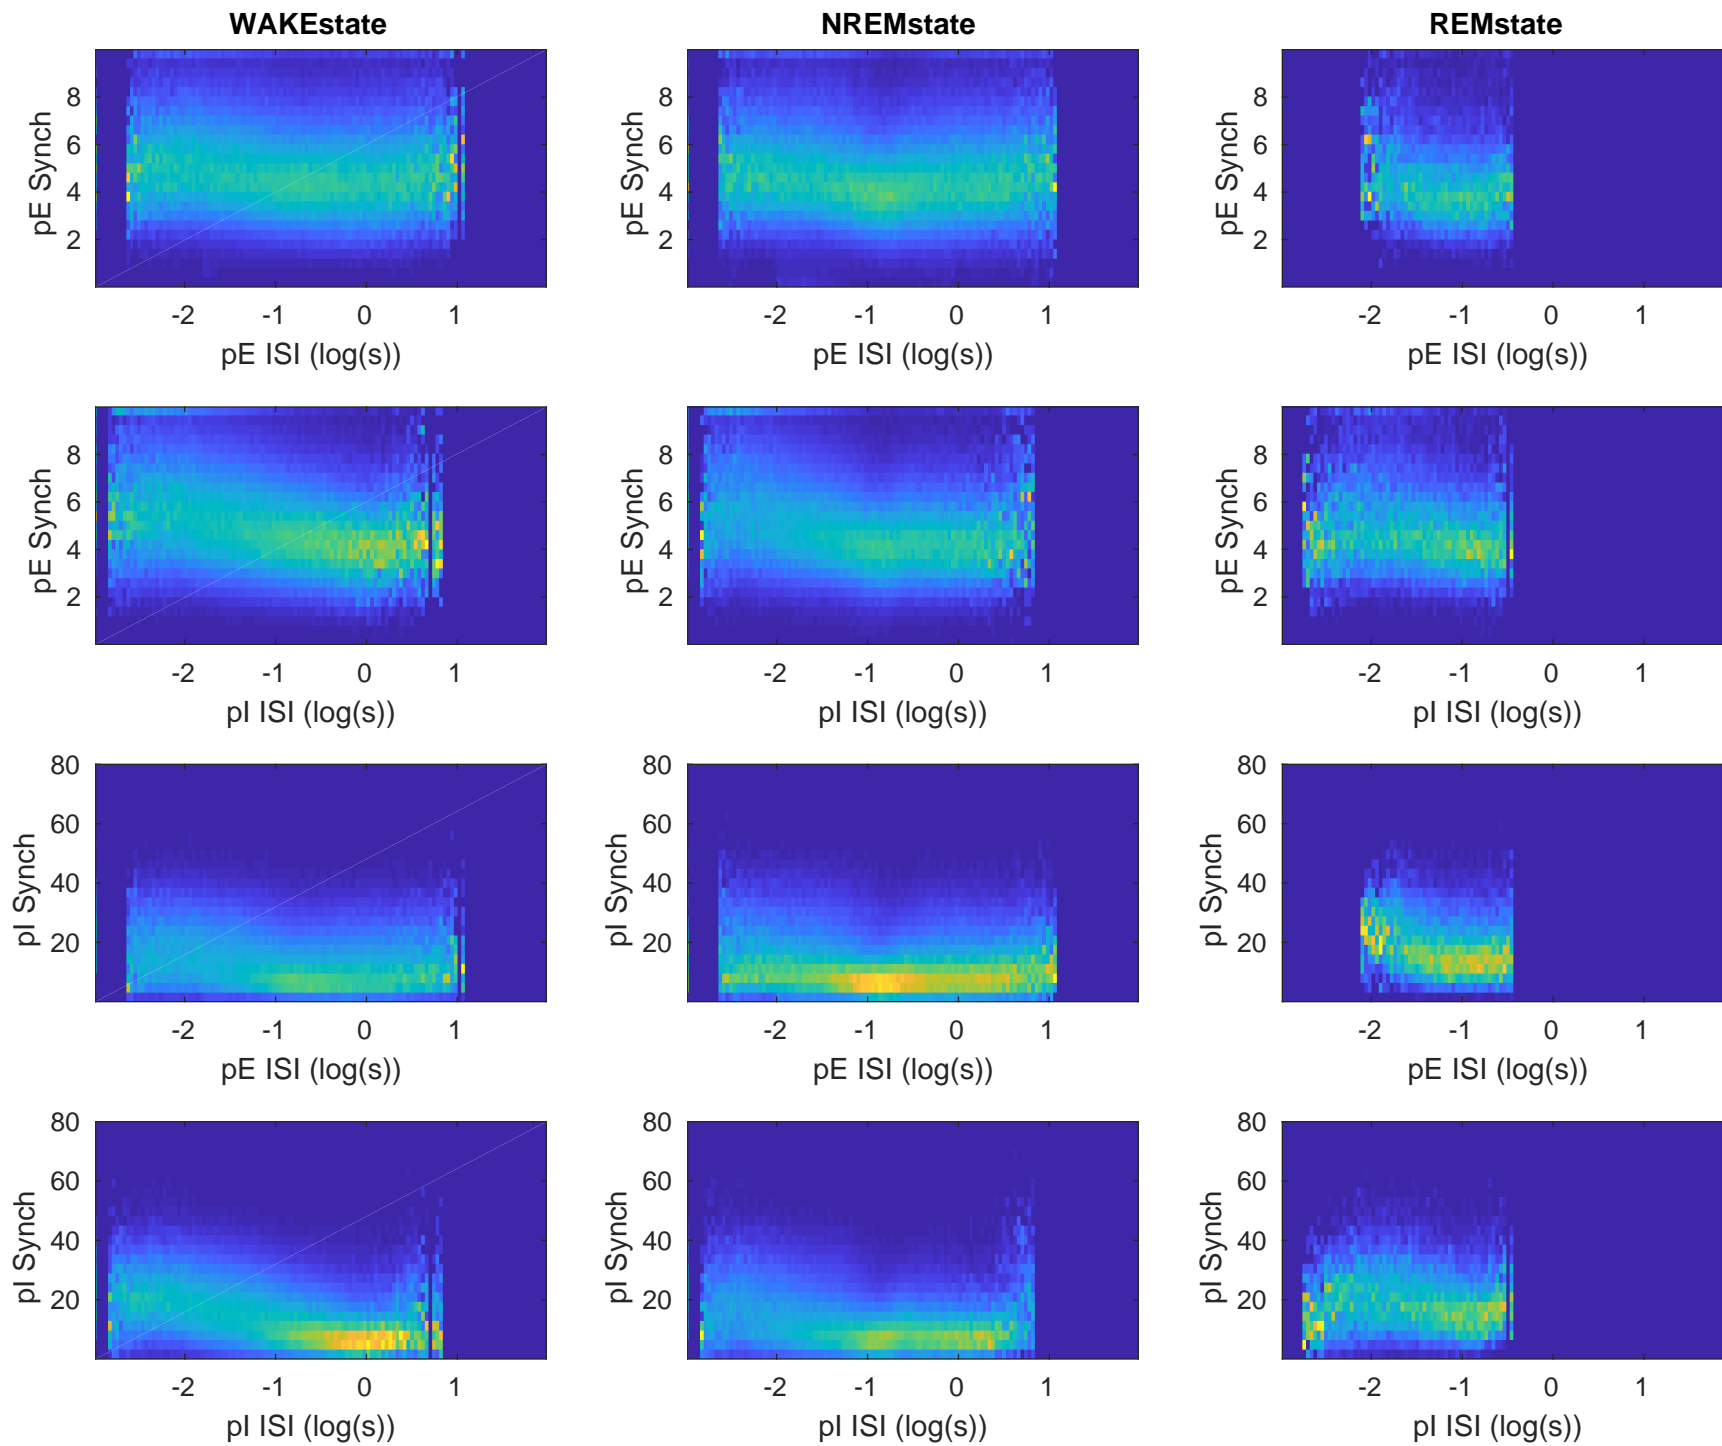 WAKEstate NREMstate REMstate
8 8 8
6 6 6
4 4 4
2 2 2
pE Synch pE Synch pE Synch
-2 -1 0 1 -2 -1 0 1 -2 -1 0 1
pE ISI (log(s)) pE ISI (log(s)) pE ISI (log(s))
8 8 8
6 6 6
4 4 4
2 2 2
pE Synch pE Synch pE Synch
-2 -1 0 1 -2 -1 0 1 -2 -1 0 1
pI ISI (log(s)) pI ISI (log(s)) pI ISI (log(s))
80 80 80
60 60 60
40 40 40
20 20 20
pI Synch pI Synch pI Synch
-2 -1 0 1 -2 -1 0 1 -2 -1 0 1
pE ISI (log(s)) pE ISI (log(s)) pE ISI (log(s))
80 80 80
60 60 60
40 40 40
20 20 20
pI Synch pI Synch pI Synch
-2 -1 0 1 -2 -1 0 1 -2 -1 0 1
pI ISI (log(s)) pI ISI (log(s)) pI ISI (log(s))